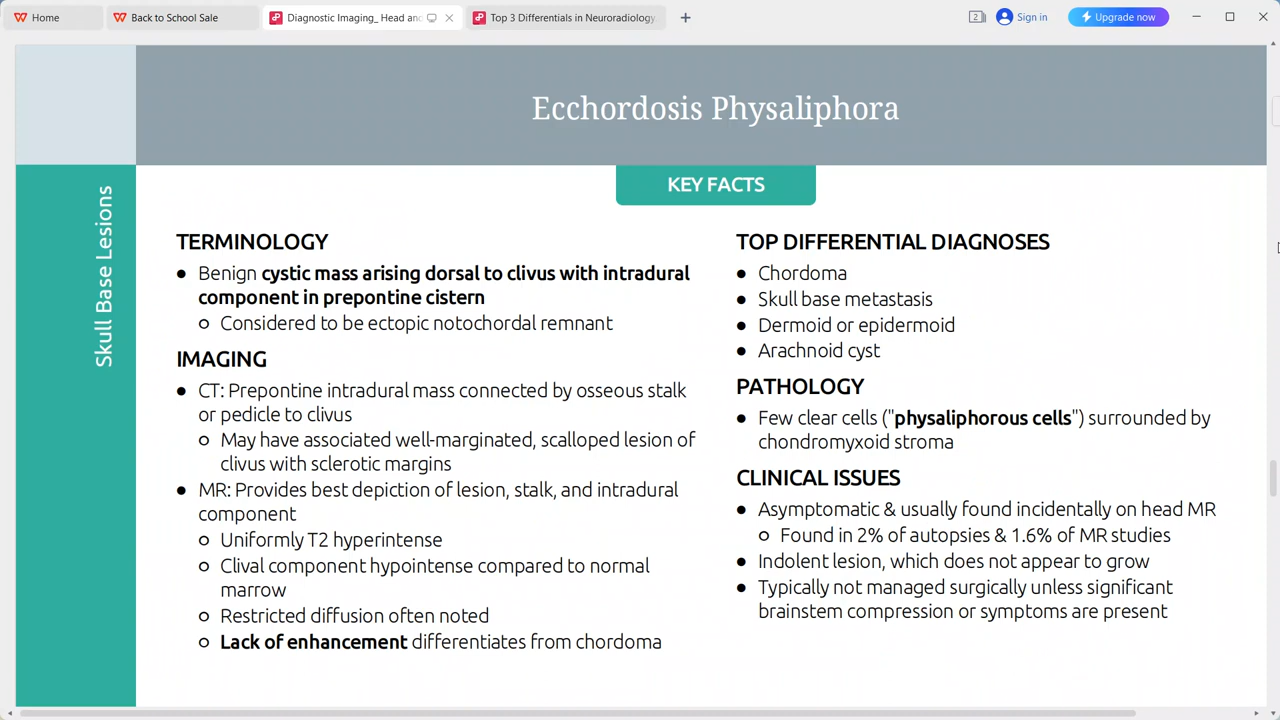 Home
Back to School Sale
Diagnostic Imaging_ Head and
Top 3 Differentials in Neuroradiology
2
Sign in
Upgrade now
Ecchordosis Physaliphora
Skull Base Lesions
KEY FACTS
TERMINOLOGY
• Benign cystic mass arising dorsal to clivus with intradural
component in prepontine cistern
○ Considered to be ectopic notochordal remnant
IMAGING
• CT: Prepontine intradural mass connected by osseous stalk
or pedicle to clivus
○ May have associated well-marginated, scalloped lesion of
clivus with sclerotic margins
• MR: Provides best depiction of lesion, stalk, and intradural
component
○ Uniformly T2 hyperintense
○ Clival component hypointense compared to normal
marrow
○ Restricted diffusion often noted
○ Lack of enhancement differentiates from chordoma
TOP DIFFERENTIAL DIAGNOSES
• Chordoma
• Skull base metastasis
• Dermoid or epidermoid
• Arachnoid cyst
PATHOLOGY
• Few clear cells ("physaliphorous cells") surrounded by
chondromyxoid stroma
CLINICAL ISSUES
• Asymptomatic & usually found incidentally on head MR
○ Found in 2% of autopsies & 1.6% of MR studies
• Indolent lesion, which does not appear to grow
• Typically not managed surgically unless significant
brainstem compression or symptoms are present